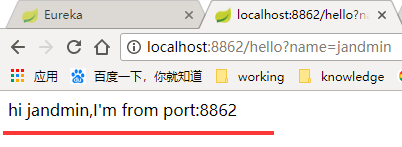 Eureka
localhost:8862/hello?na
localhost:8862/hello?name=jandmin
应用 百度一下，你就知道 working knowledge
hi jandmin,I'm from port:8862